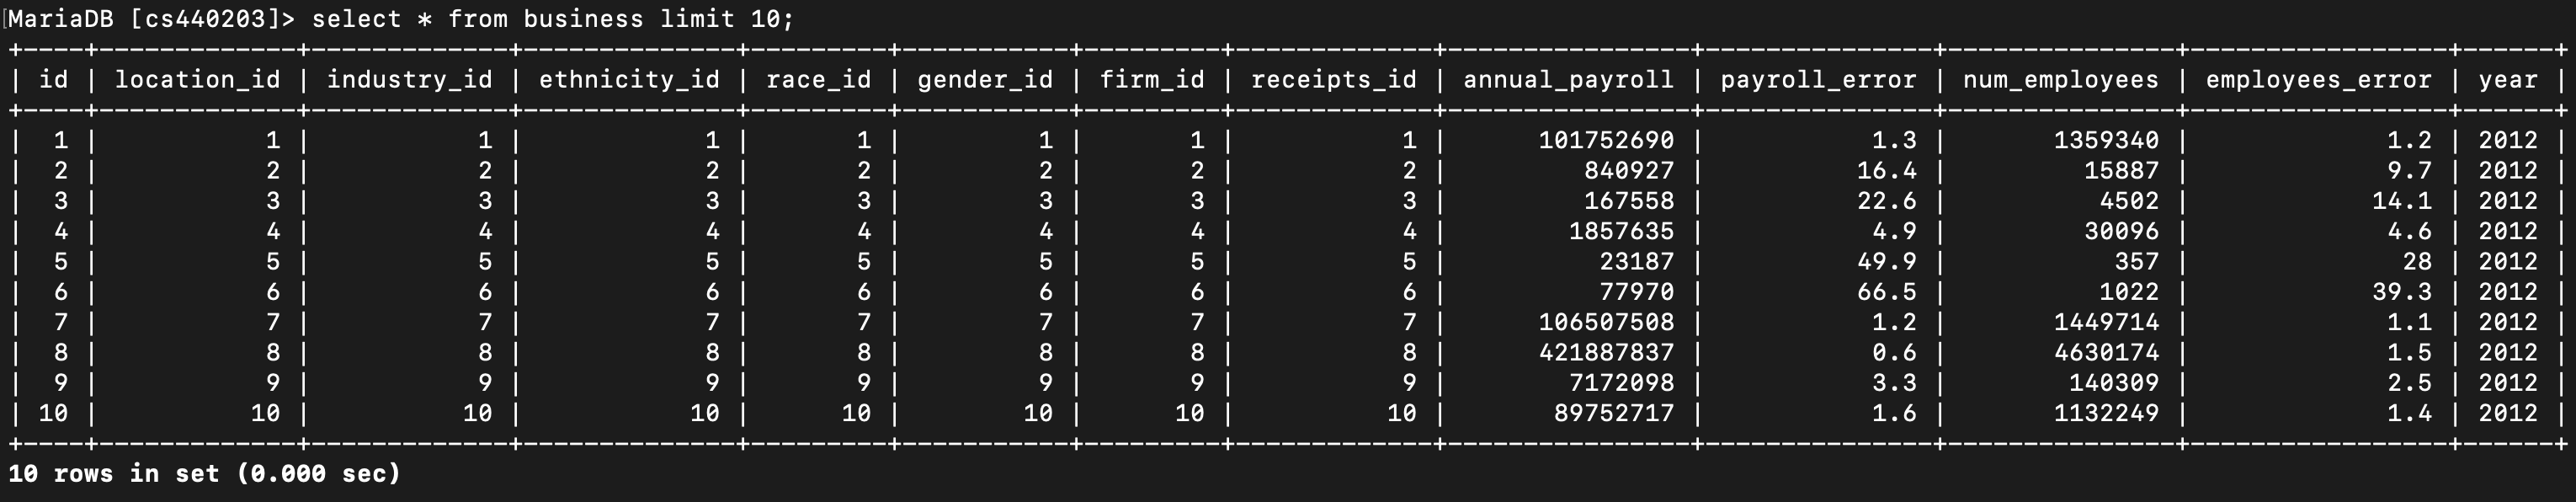 MariaDB [cs440203]> select * from business limit 10;
+----+-------------+-------------+--------------+---------+-----------+---------+-------------+----------------+---------------+---------------+-----------------+------+
| id | location_id | industry_id | ethnicity_id | race_id | gender_id | firm_id | receipts_id | annual_payroll | payroll_error | num_employees | employees_error | year |
+----+-------------+-------------+--------------+---------+-----------+---------+-------------+----------------+---------------+---------------+-----------------+------+
|  1 |           1 |           1 |            1 |       1 |         1 |       1 |           1 |      101752690 |           1.3 |       1359340 |             1.2 | 2012 |
|  2 |           2 |           2 |            2 |       2 |         2 |       2 |           2 |         840927 |          16.4 |         15887 |             9.7 | 2012 |
|  3 |           3 |           3 |            3 |       3 |         3 |       3 |           3 |         167558 |          22.6 |          4502 |            14.1 | 2012 |
|  4 |           4 |           4 |            4 |       4 |         4 |       4 |           4 |        1857635 |           4.9 |         30096 |             4.6 | 2012 |
|  5 |           5 |           5 |            5 |       5 |         5 |       5 |           5 |          23187 |          49.9 |           357 |              28 | 2012 |
|  6 |           6 |           6 |            6 |       6 |         6 |       6 |           6 |          77970 |          66.5 |          1022 |            39.3 | 2012 |
|  7 |           7 |           7 |            7 |       7 |         7 |       7 |           7 |      106507508 |           1.2 |       1449714 |             1.1 | 2012 |
|  8 |           8 |           8 |            8 |       8 |         8 |       8 |           8 |      421887837 |           0.6 |       4630174 |             1.5 | 2012 |
|  9 |           9 |           9 |            9 |       9 |         9 |       9 |           9 |        7172098 |           3.3 |        140309 |             2.5 | 2012 |
| 10 |          10 |          10 |           10 |      10 |        10 |      10 |          10 |       89752717 |           1.6 |       1132249 |             1.4 | 2012 |
+----+-------------+-------------+--------------+---------+-----------+---------+-------------+----------------+---------------+---------------+-----------------+------+
10 rows in set (0.000 sec)